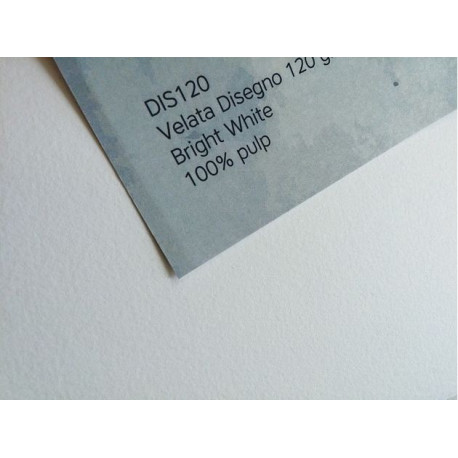 DIS120
Velata Disegno 120 g
Bright White
100% pulp